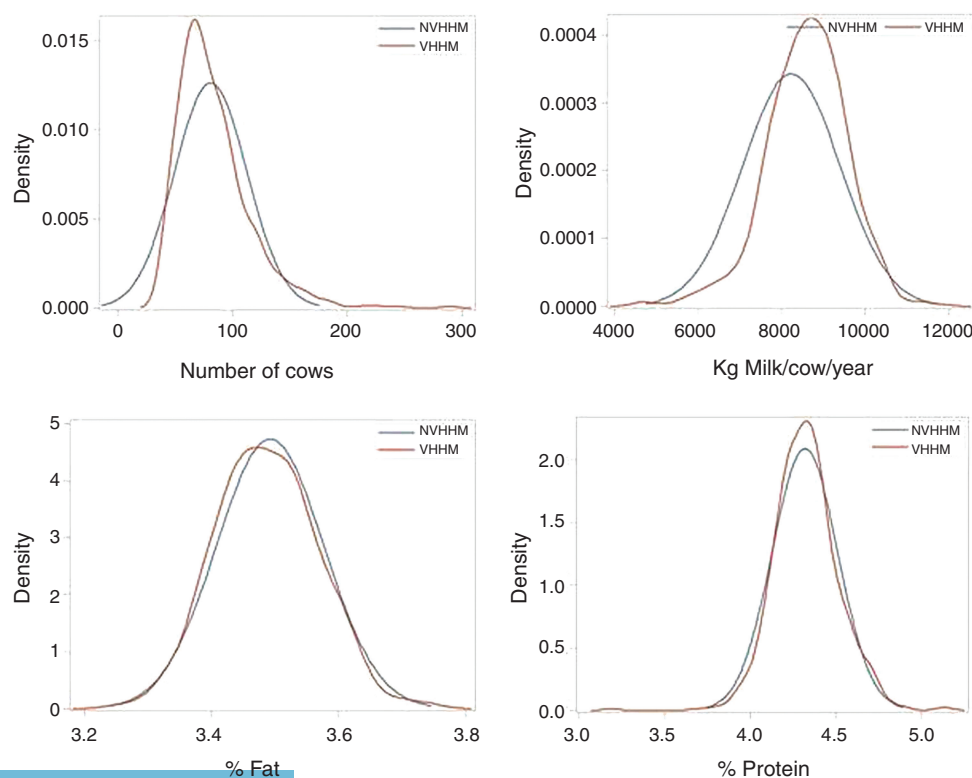 NVHHM
VHHM
0.015
0.010
0.005
0.000
Density
0 100 200 300
Number of cows
NVHHM VHHM
0.0004
0.0003
0.0002
0.0001
0.0000
Density
4000 6000 8000 10000 12000
Kg Milk/cow/year
NVHHM
VHHM
5
4
3
2
1
0
Density
3.2 3.4 3.6 3.8
% Fat
NVHHM
VHHM
2.0
1.5
1.0
0.5
0.0
Density
3.0 3.5 4.0 4.5 5.0
% Protein